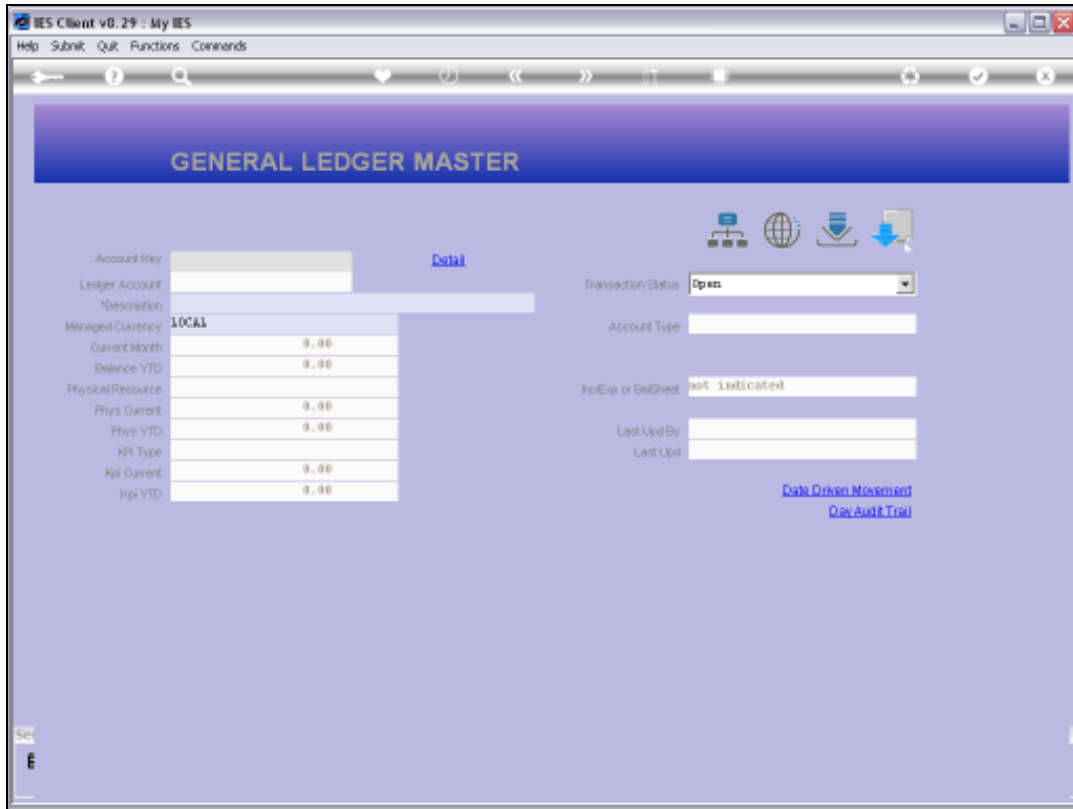 IES Client v8.29 : My IES
Help Submit Quit Functions Commands
GENERAL LEDGER MASTER
Account Key
Detail
Ledger Account
Transaction Status Open
*Description
Managed Currency LOCAL
Account Type
Current Month 0.00
Balance YTD 0.00
Physical Resource
Inc/Exp or BalSheet not indicated
Phys Current 0.00
Phys YTD 0.00
Last Upd By
KPI Type
Last Upd
Kpi Current 0.00
Kpi YTD 0.00
Date Driven Movement
Day Audit Trail
Se